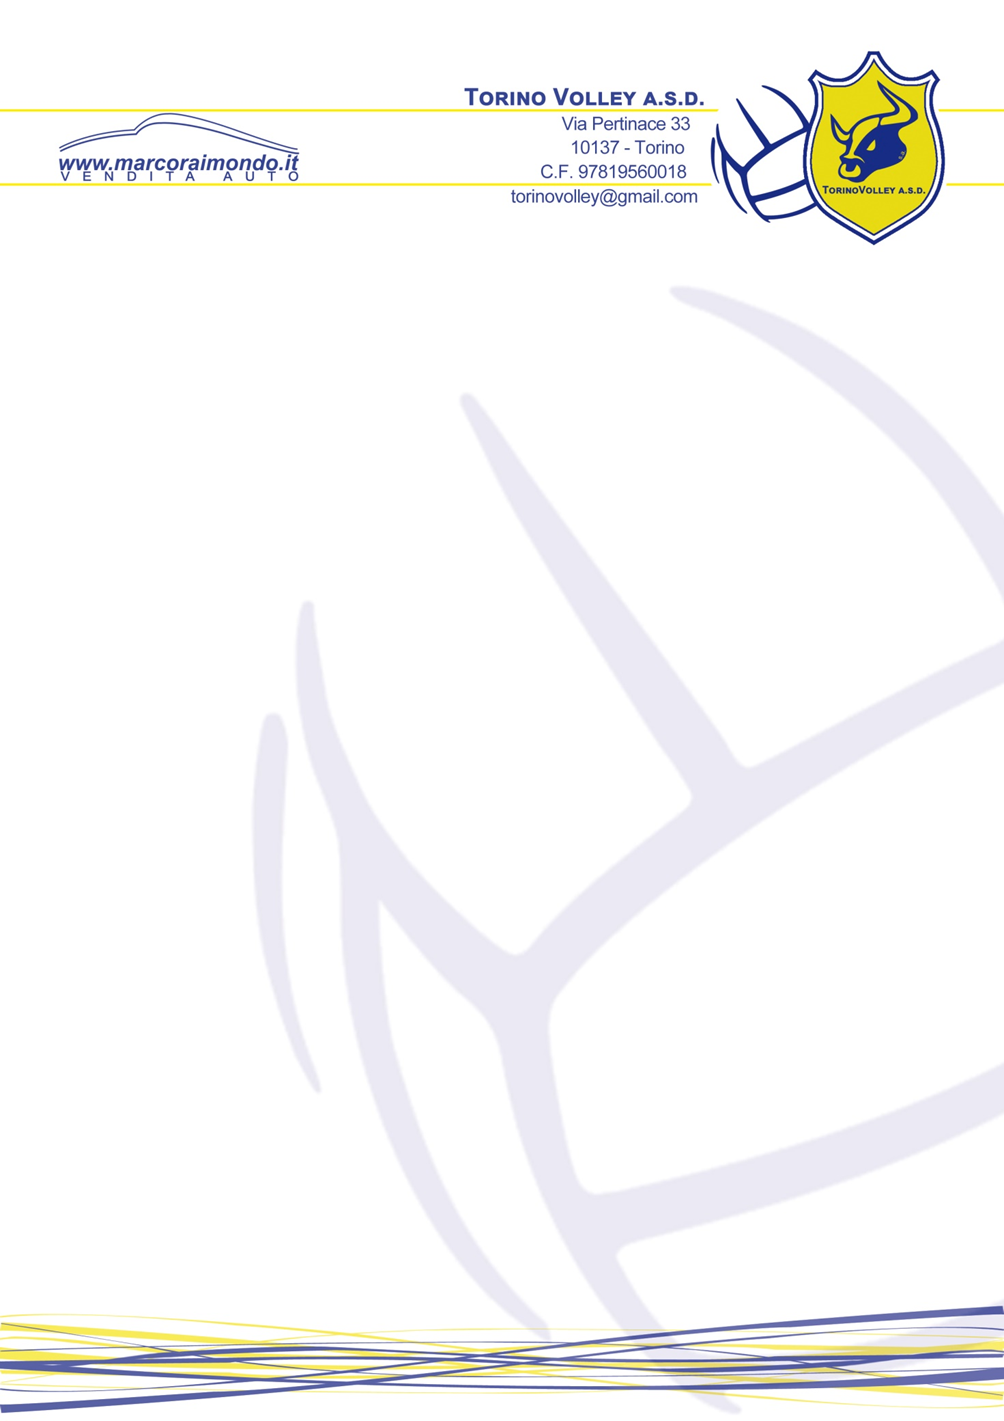 TORINO VOLLEY A.S.D.
Via Pertinace 33
10137 - Torino
C.F. 97819560018
torinovolley@gmail.com
www.marcoraimondo.it
VENDITA AUTO
TORINOVOLLEY A.S.D.